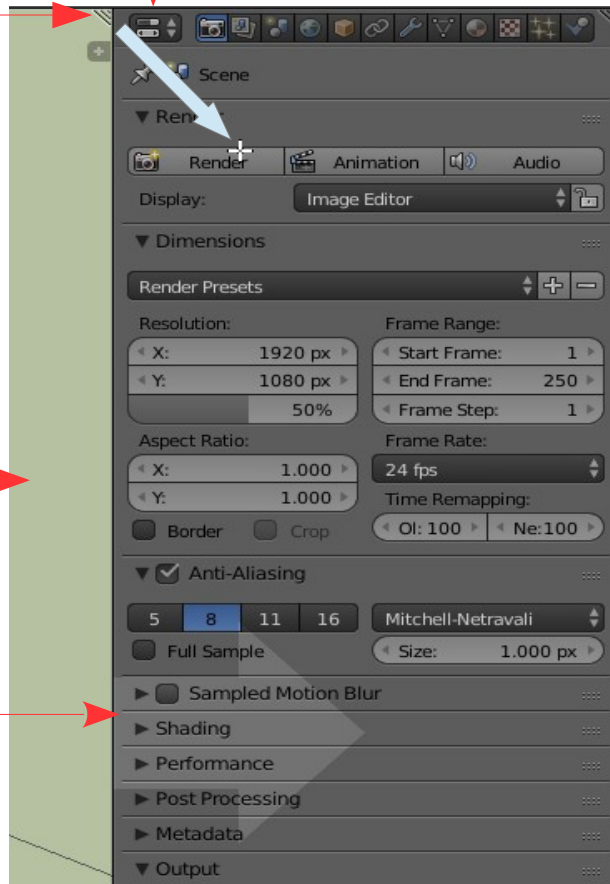 Scene
Render
Render Animation Audio
Display: Image Editor
Dimensions
Render Presets
Resolution: Frame Range:
X: 1920 px Start Frame: 1
Y: 1080 px End Frame: 250
50% Frame Step: 1
Aspect Ratio: Frame Rate:
X: 1.000 24 fps
Y: 1.000 Time Remapping:
Border Crop Ol: 100 Ne:100
Anti-Aliasing
5 8 11 16 Mitchell-Netravali
Full Sample Size: 1.000 px
Sampled Motion Blur
Shading
Performance
Post Processing
Metadata
Output